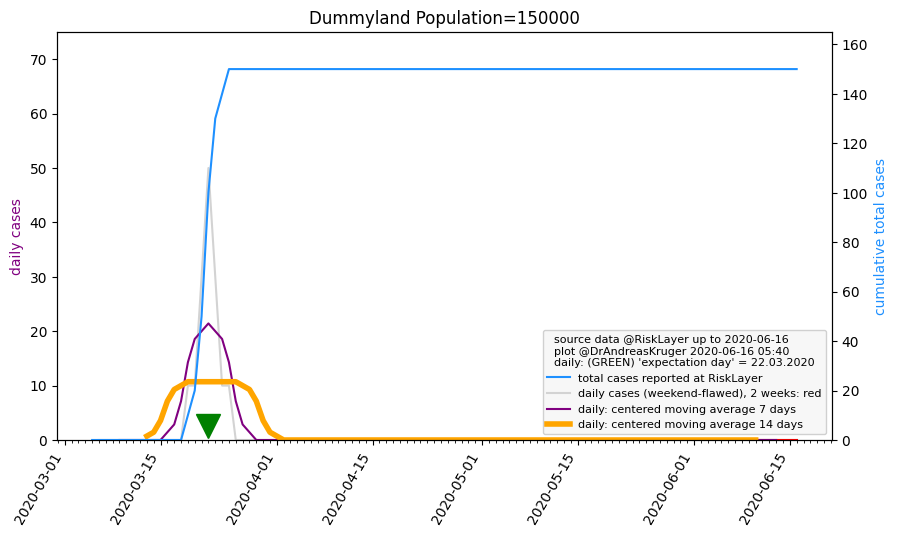 Dummyland Population=150000
70
60
50
40
30
20
10
0
daily cases
160
140
120
100
80
60
40
20
0
cumulative total cases
source data @RiskLayer up to 2020-06-16
plot @DrAndreasKruger 2020-06-16 05:40
daily: (GREEN) 'expectation day' = 22.03.2020
total cases reported at RiskLayer
daily cases (weekend-flawed), 2 weeks: red
daily: centered moving average 7 days
daily: centered moving average 14 days
2020-03-01
2020-03-15
2020-04-01
2020-04-15
2020-05-01
2020-05-15
2020-06-01
2020-06-15